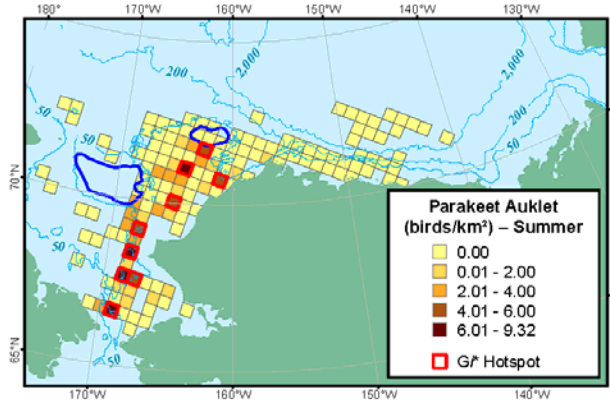 180° 170°W 160°W 150°W 140°W 130°W
2,000
200
2,000
50
50
200
50
70°N
Parakeet Auklet
(birds/km²) – Summer
0.00
0.01 - 2.00
2.01 - 4.00
4.01 - 6.00
6.01 - 9.32
Gi* Hotspot
65°N
50
170°W 160°W 150°W 140°W